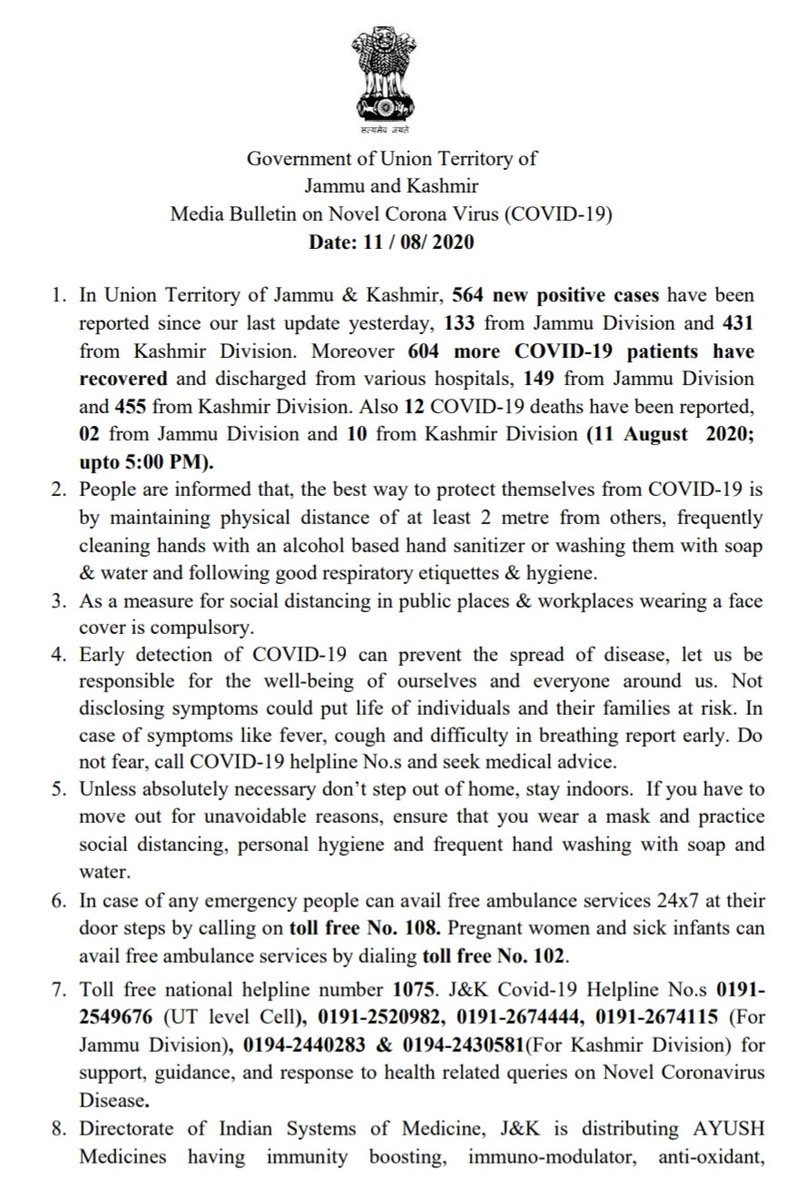 सत्यमेव जयते
Government of Union Territory of
Jammu and Kashmir
Media Bulletin on Novel Corona Virus (COVID-19)
Date: 11 / 08/ 2020
1. In Union Territory of Jammu & Kashmir, 564 new positive cases have been
reported since our last update yesterday, 133 from Jammu Division and 431
from Kashmir Division. Moreover 604 more COVID-19 patients have
recovered and discharged from various hospitals, 149 from Jammu Division
and 455 from Kashmir Division. Also 12 COVID-19 deaths have been reported,
02 from Jammu Division and 10 from Kashmir Division (11 August 2020;
upto 5:00 PM).
2. People are informed that, the best way to protect themselves from COVID-19 is
by maintaining physical distance of at least 2 metre from others, frequently
cleaning hands with an alcohol based hand sanitizer or washing them with soap
& water and following good respiratory etiquettes & hygiene.
3. As a measure for social distancing in public places & workplaces wearing a face
cover is compulsory.
4. Early detection of COVID-19 can prevent the spread of disease, let us be
responsible for the well-being of ourselves and everyone around us. Not
disclosing symptoms could put life of individuals and their families at risk. In
case of symptoms like fever, cough and difficulty in breathing report early. Do
not fear, call COVID-19 helpline No.s and seek medical advice.
5. Unless absolutely necessary don’t step out of home, stay indoors. If you have to
move out for unavoidable reasons, ensure that you wear a mask and practice
social distancing, personal hygiene and frequent hand washing with soap and
water.
6. In case of any emergency people can avail free ambulance services 24x7 at their
door steps by calling on toll free No. 108. Pregnant women and sick infants can
avail free ambulance services by dialing toll free No. 102.
7. Toll free national helpline number 1075. J&K Covid-19 Helpline No.s 0191-
2549676 (UT level Cell), 0191-2520982, 0191-2674444, 0191-2674115 (For
Jammu Division), 0194-2440283 & 0194-2430581(For Kashmir Division) for
support, guidance, and response to health related queries on Novel Coronavirus
Disease.
8. Directorate of Indian Systems of Medicine, J&K is distributing AYUSH
Medicines having immunity boosting, immuno-modulator, anti-oxidant,